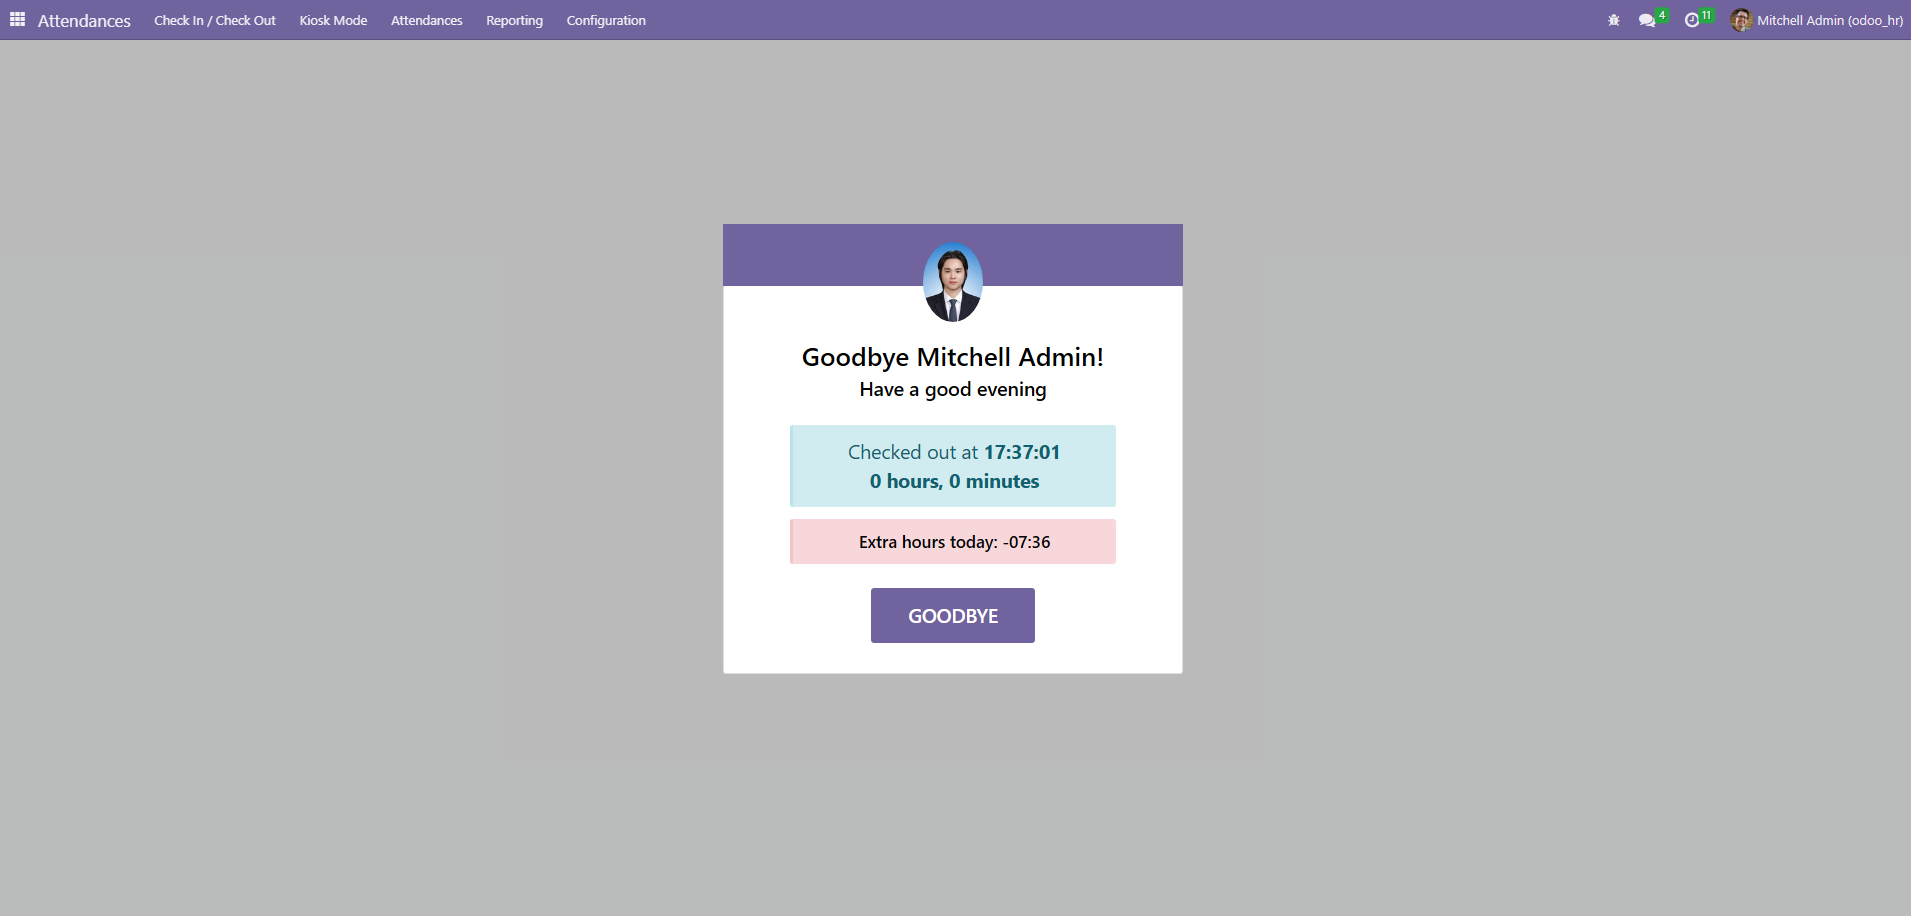 Attendances Check In / Check Out Kiosk Mode Attendances Reporting Configuration 4 11 Mitchell Admin (odoo_hr)
Goodbye Mitchell Admin!
Have a good evening
Checked out at 17:37:01
0 hours, 0 minutes
Extra hours today: -07:36
GOODBYE